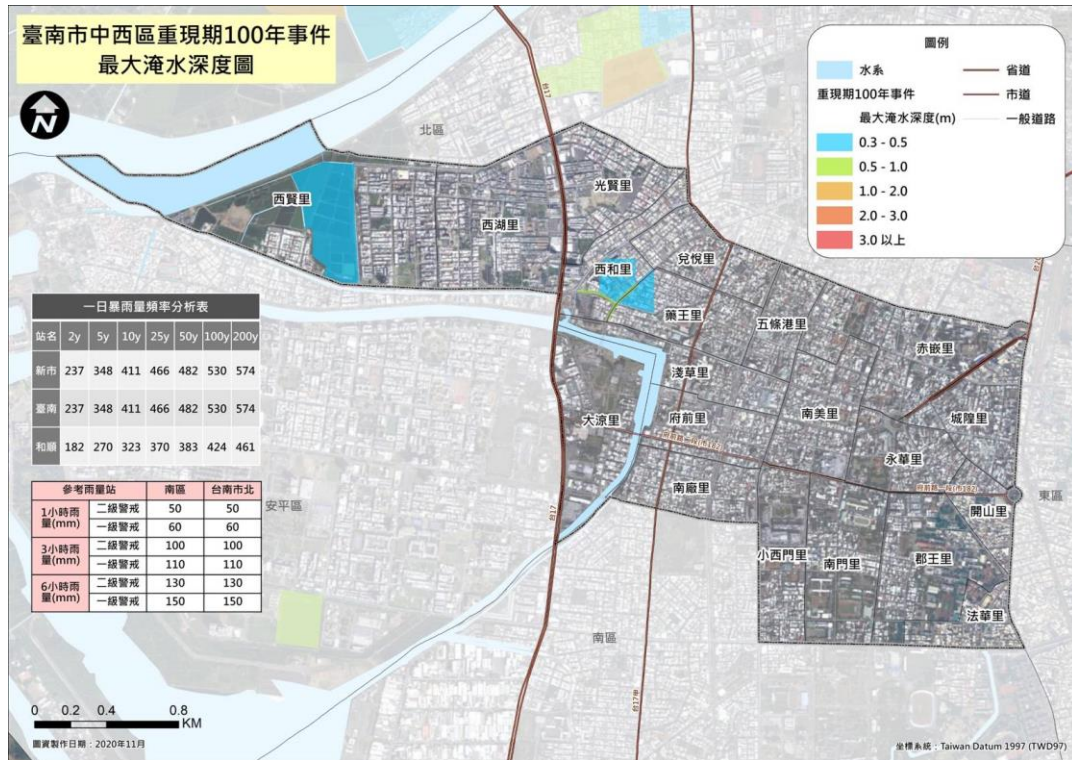 臺南市中西區重現期100年事件
最大淹水深度圖
N
圖例
水系
省道
重現期100年事件
市道
最大淹水深度(m)
一般道路
0.3 - 0.5
0.5 - 1.0
1.0 - 2.0
2.0 - 3.0
3.0 以上
台17
北區
光賢里
西賢里
西湖里
兌悅里
西和里
藥王里
五條港里
赤嵌里
淺草里
大涼里
府前里
南美里
城隍里
永華里
南廠里
開山里
東區
小西門里
南門里
郡王里
法華里
安平區
南區
台17
台17甲
一日暴雨量頻率分析表
站名 2y 5y 10y 25y 50y 100y 200y
新市 237 348 411 466 482 530 574
臺南 237 348 411 466 482 530 574
和順 182 270 323 370 383 424 461
參考雨量站 南區 台南市北
1小時雨量(mm) 二級警戒 50 50
一級警戒 60 60
3小時雨量(mm) 二級警戒 100 100
一級警戒 110 110
6小時雨量(mm) 二級警戒 130 130
一級警戒 150 150
0 0.2 0.4 0.8
KM
圖資製作日期：2020年11月
坐標系統：Taiwan Datum 1997 (TWD97)